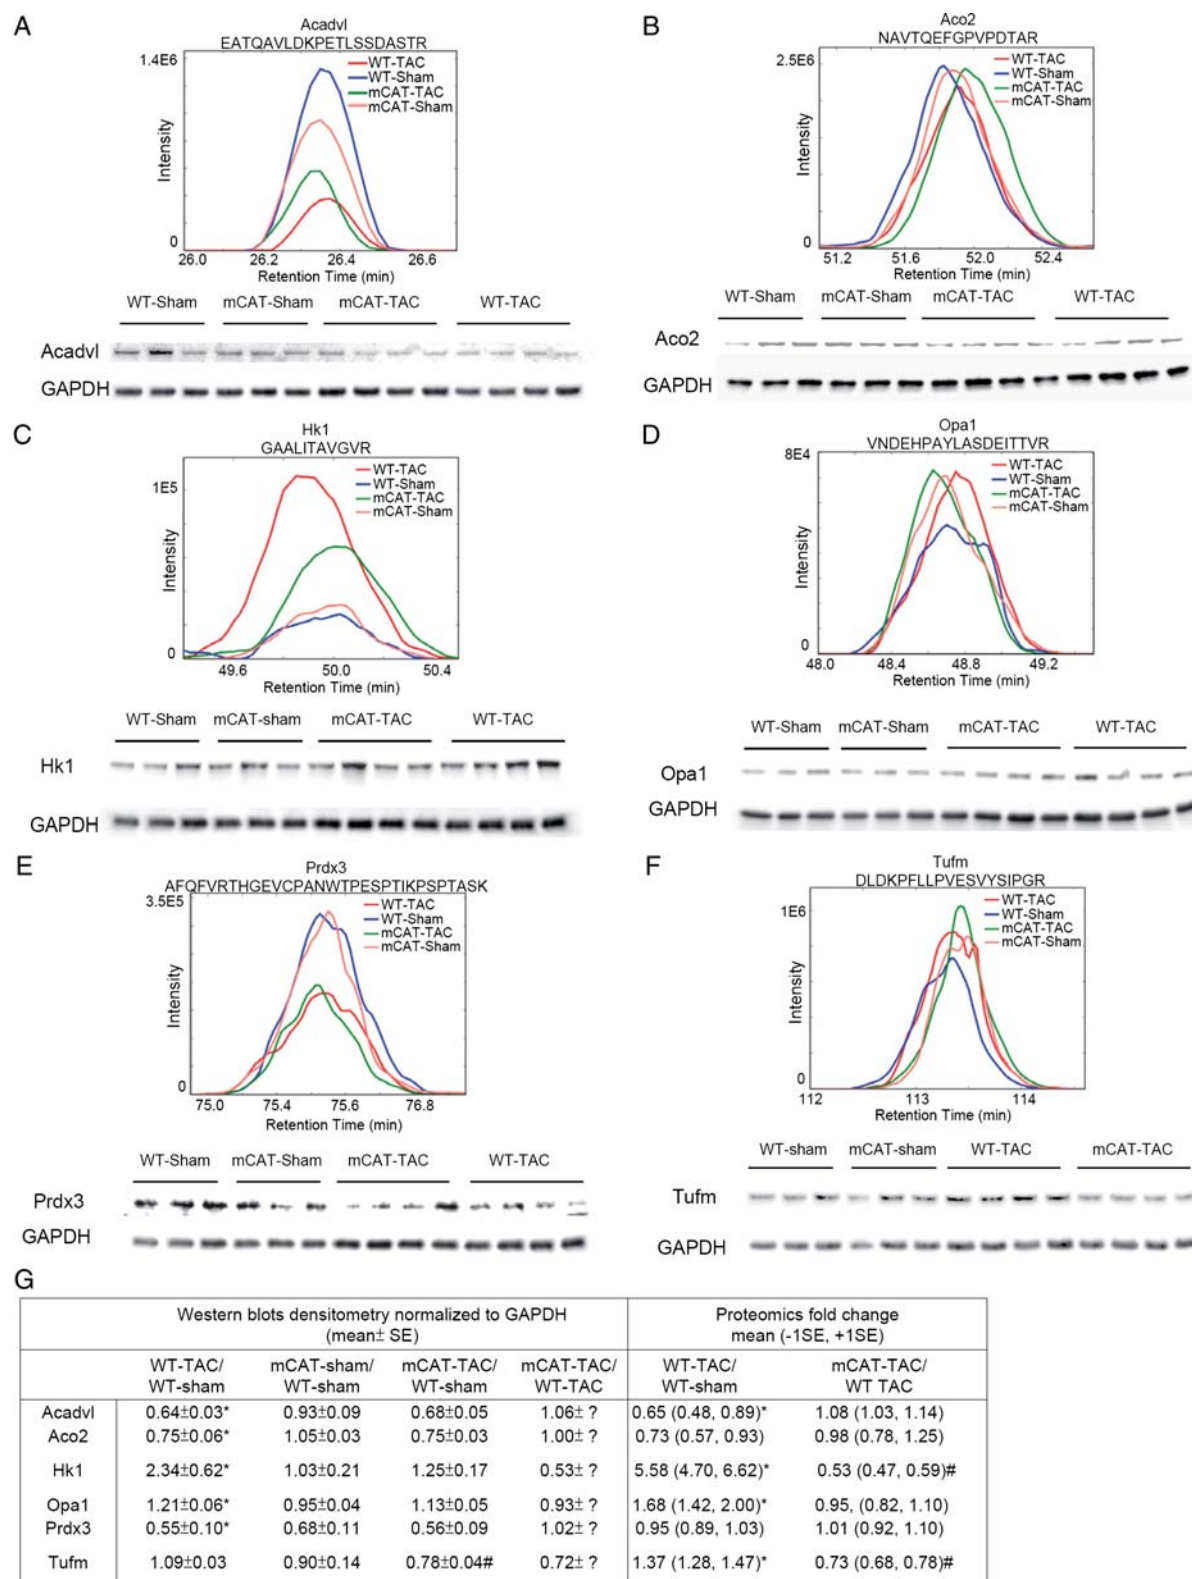 A
Acadvl
EATQAVLDKPETLSSDASTR
1.4E6
WT-TAC
WT-Sham
mCAT-TAC
mCAT-Sham
Intensity
0
26.0 26.2 26.4 26.6
Retention Time (min)
WT-Sham mCAT-Sham mCAT-TAC WT-TAC
Acadvl
GAPDH
B
Aco2
NAVTQEFGPVPDTAR
2.5E6
WT-TAC
WT-Sham
mCAT-TAC
mCAT-Sham
Intensity
0
51.2 51.6 52.0 52.4
Retention Time (min)
WT-Sham mCAT-Sham mCAT-TAC WT-TAC
Aco2
GAPDH
C
Hk1
GAALITAVGVR
1E5
WT-TAC
WT-Sham
mCAT-TAC
mCAT-Sham
Intensity
0
49.6 50.0 50.4
Retention Time (min)
WT-Sham mCAT-sham mCAT-TAC WT-TAC
Hk1
GAPDH
D
Opa1
VNDEHPAYLASDEITTVR
8E4
WT-TAC
WT-Sham
mCAT-TAC
mCAT-Sham
Intensity
0
48.0 48.4 48.8 49.2
Retention Time (min)
WT-Sham mCAT-Sham mCAT-TAC WT-TAC
Opa1
GAPDH
E
Prdx3
AFQFVRTHGEVCPANWTPESPTIKPSPTASK
3.5E5
WT-TAC
WT-Sham
mCAT-TAC
mCAT-Sham
Intensity
0
75.0 75.4 75.6 76.8
Retention Time (min)
WT-Sham mCAT-Sham mCAT-TAC WT-TAC
Prdx3
GAPDH
F
Tufm
DLDKPFLLPVESVYSIPGR
1E6
WT-TAC
WT-Sham
mCAT-TAC
mCAT-Sham
Intensity
0
112 113 114
Retention Time (min)
WT-sham mCAT-sham WT-TAC mCAT-TAC
Tufm
GAPDH
G
Western blots densitometry normalized to GAPDH Proteomics fold change
(mean± SE) mean (-1SE, +1SE)
WT-TAC/ mCAT-sham/ mCAT-TAC/ mCAT-TAC/ WT-TAC/ mCAT-TAC/
WT-sham WT-sham WT-sham WT-TAC WT-sham WT TAC
Acadvl 0.64±0.03* 0.93±0.09 0.68±0.05 1.06± ? 0.65 (0.48, 0.89)* 1.08 (1.03, 1.14)
Aco2 0.75±0.06* 1.05±0.03 0.75±0.03 1.00± ? 0.73 (0.57, 0.93) 0.98 (0.78, 1.25)
Hk1 2.34±0.62* 1.03±0.21 1.25±0.17 0.53± ? 5.58 (4.70, 6.62)* 0.53 (0.47, 0.59)#
Opa1 1.21±0.06* 0.95±0.04 1.13±0.05 0.93± ? 1.68 (1.42, 2.00)* 0.95, (0.82, 1.10)
Prdx3 0.55±0.10* 0.68±0.11 0.56±0.09 1.02± ? 0.95 (0.89, 1.03) 1.01 (0.92, 1.10)
Tufm 1.09±0.03 0.90±0.14 0.78±0.04# 0.72± ? 1.37 (1.28, 1.47)* 0.73 (0.68, 0.78)#